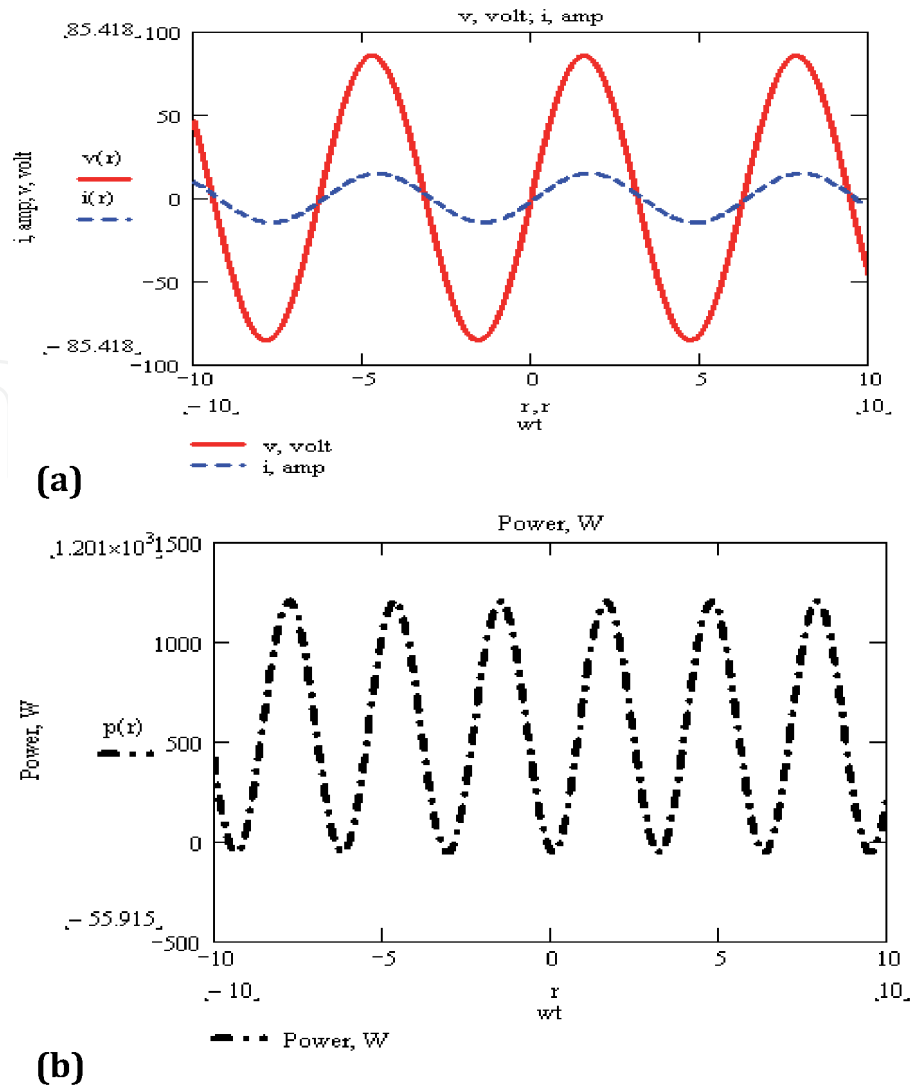 v, volt; i, amp
85.418
100
50
0
−50
−100
− 85.418
i, amp, v, volt
v(r)
i(r)
−10
−5
0
5
10
− 10
r, r
10
wt
v, volt
i, amp
(a)
Power, W
1.201×10³
1500
1000
500
0
−500
− 55.915
Power, W
p(r)
−10
−5
0
5
10
− 10
r
10
wt
Power, W
(b)